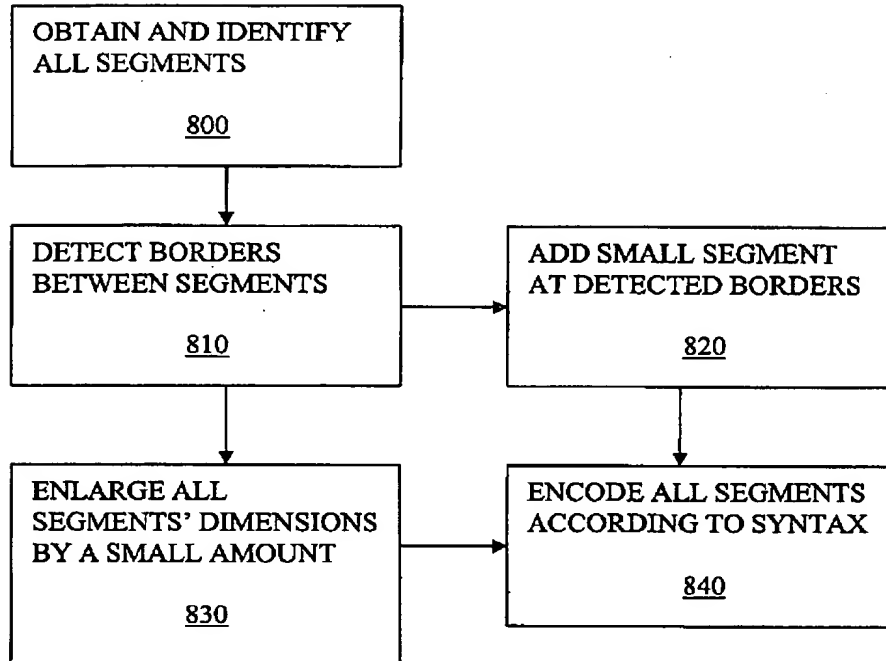 OBTAIN AND IDENTIFY
ALL SEGMENTS
800
DETECT BORDERS
BETWEEN SEGMENTS
810
ADD SMALL SEGMENT
AT DETECTED BORDERS
820
ENLARGE ALL
SEGMENTS' DIMENSIONS
BY A SMALL AMOUNT
830
ENCODE ALL SEGMENTS
ACCORDING TO SYNTAX
840